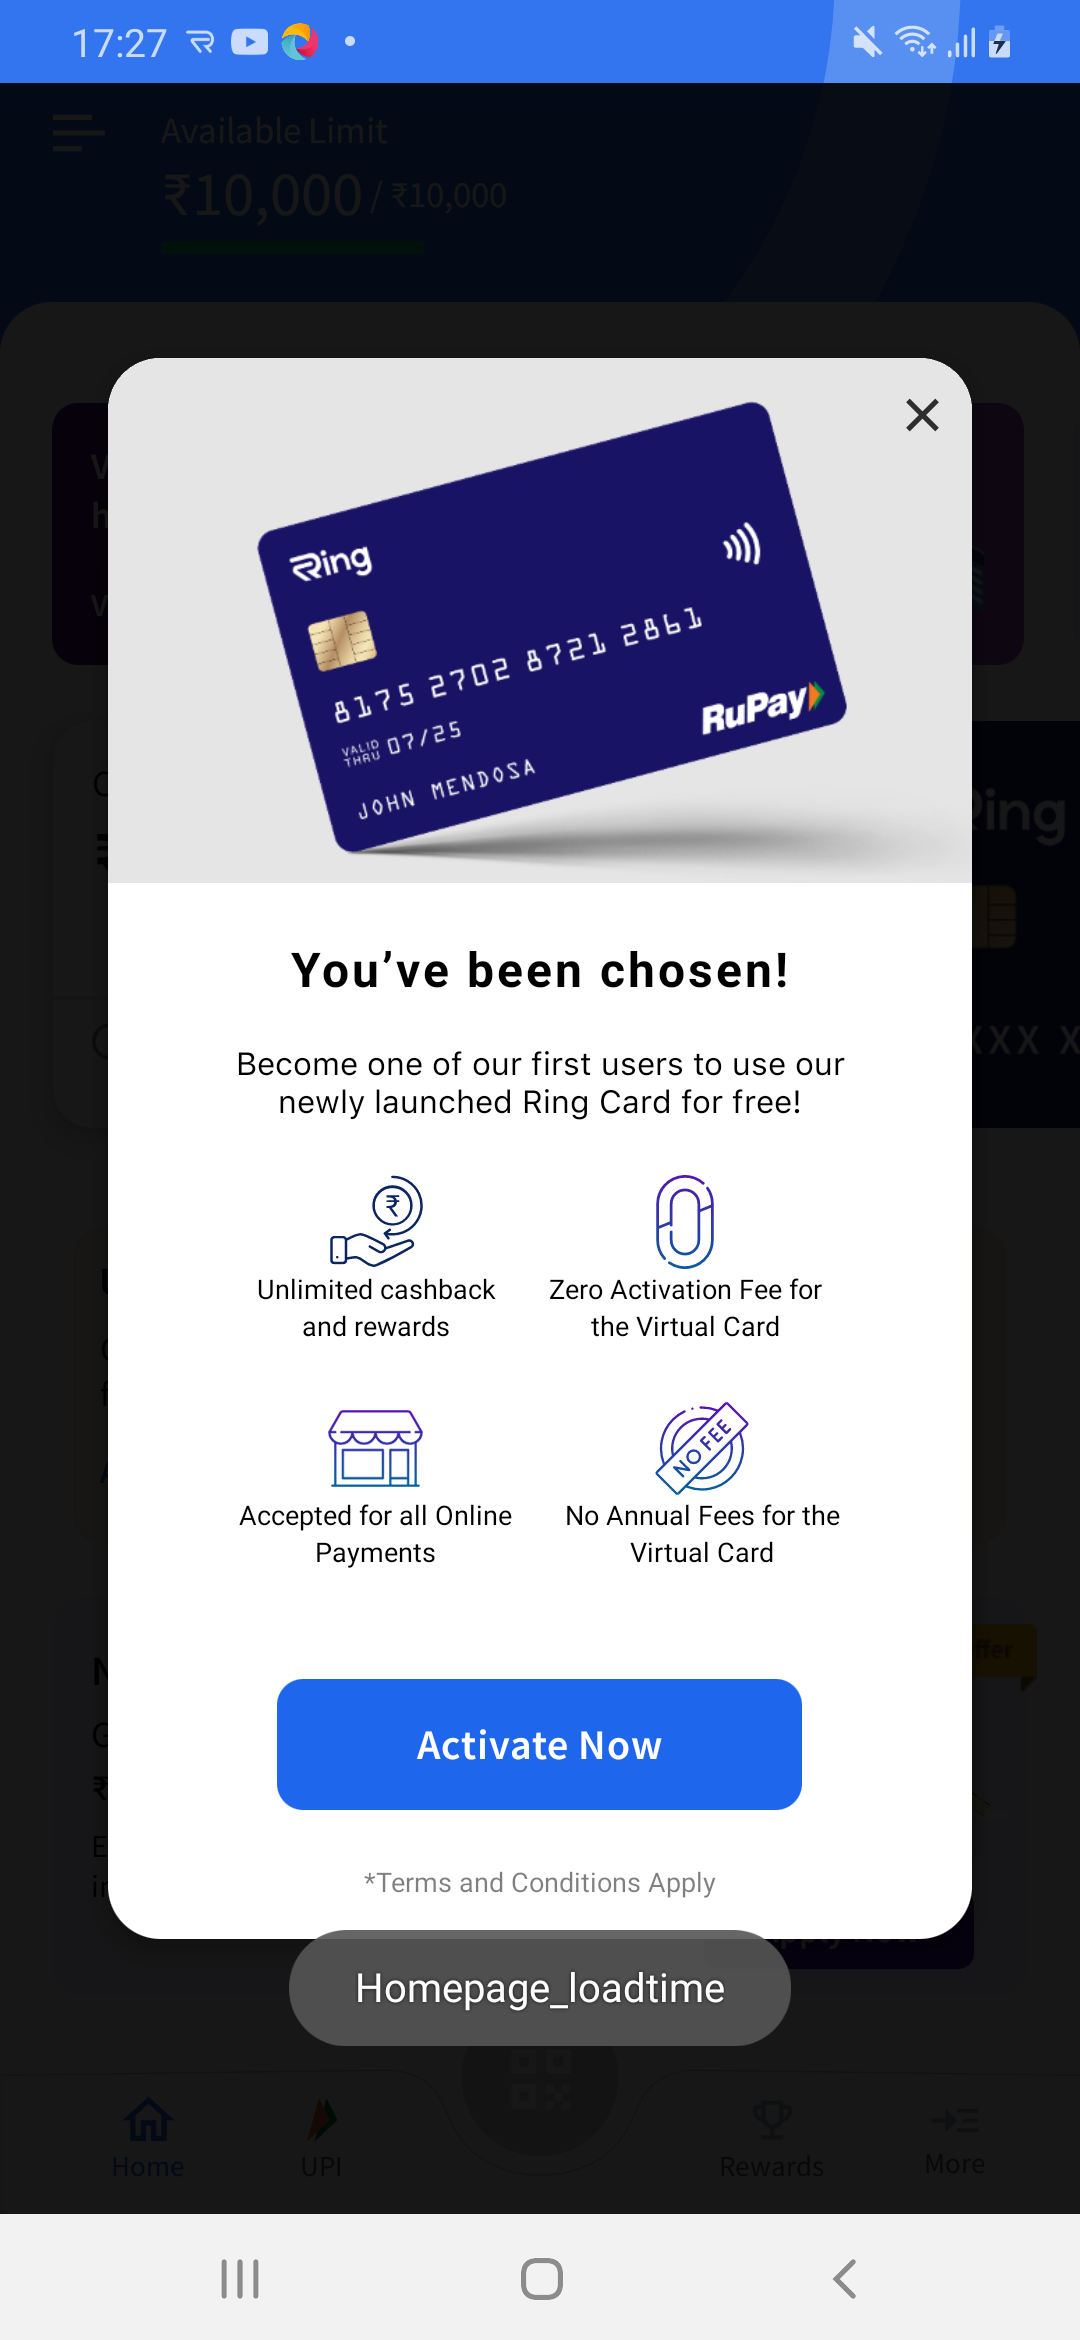 17:27
Available Limit
₹10,000 / ₹10,000
Ring
8175 2702 8721 2861
VALID THRU 07/25
JOHN MENDOSA
RuPay
Ring
XXX X
You’ve been chosen!
Become one of our first users to use our
newly launched Ring Card for free!
Unlimited cashback
and rewards
Zero Activation Fee for
the Virtual Card
NO FEE
Accepted for all Online
Payments
No Annual Fees for the
Virtual Card
Activate Now
*Terms and Conditions Apply
Homepage_loadtime
Home
UPI
Rewards
More